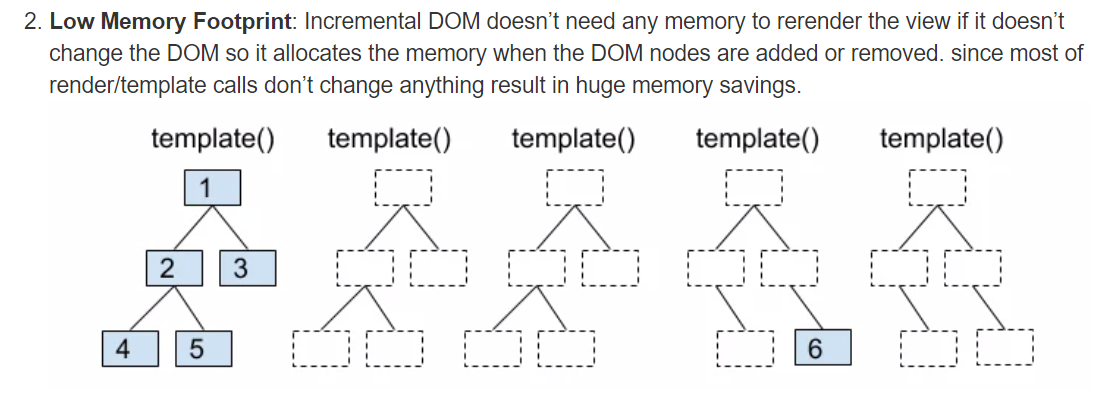 2. Low Memory Footprint: Incremental DOM doesn’t need any memory to rerender the view if it doesn’t
change the DOM so it allocates the memory when the DOM nodes are added or removed. since most of
render/template calls don’t change anything result in huge memory savings.
template() template() template() template() template()
1
2 3
4 5 6